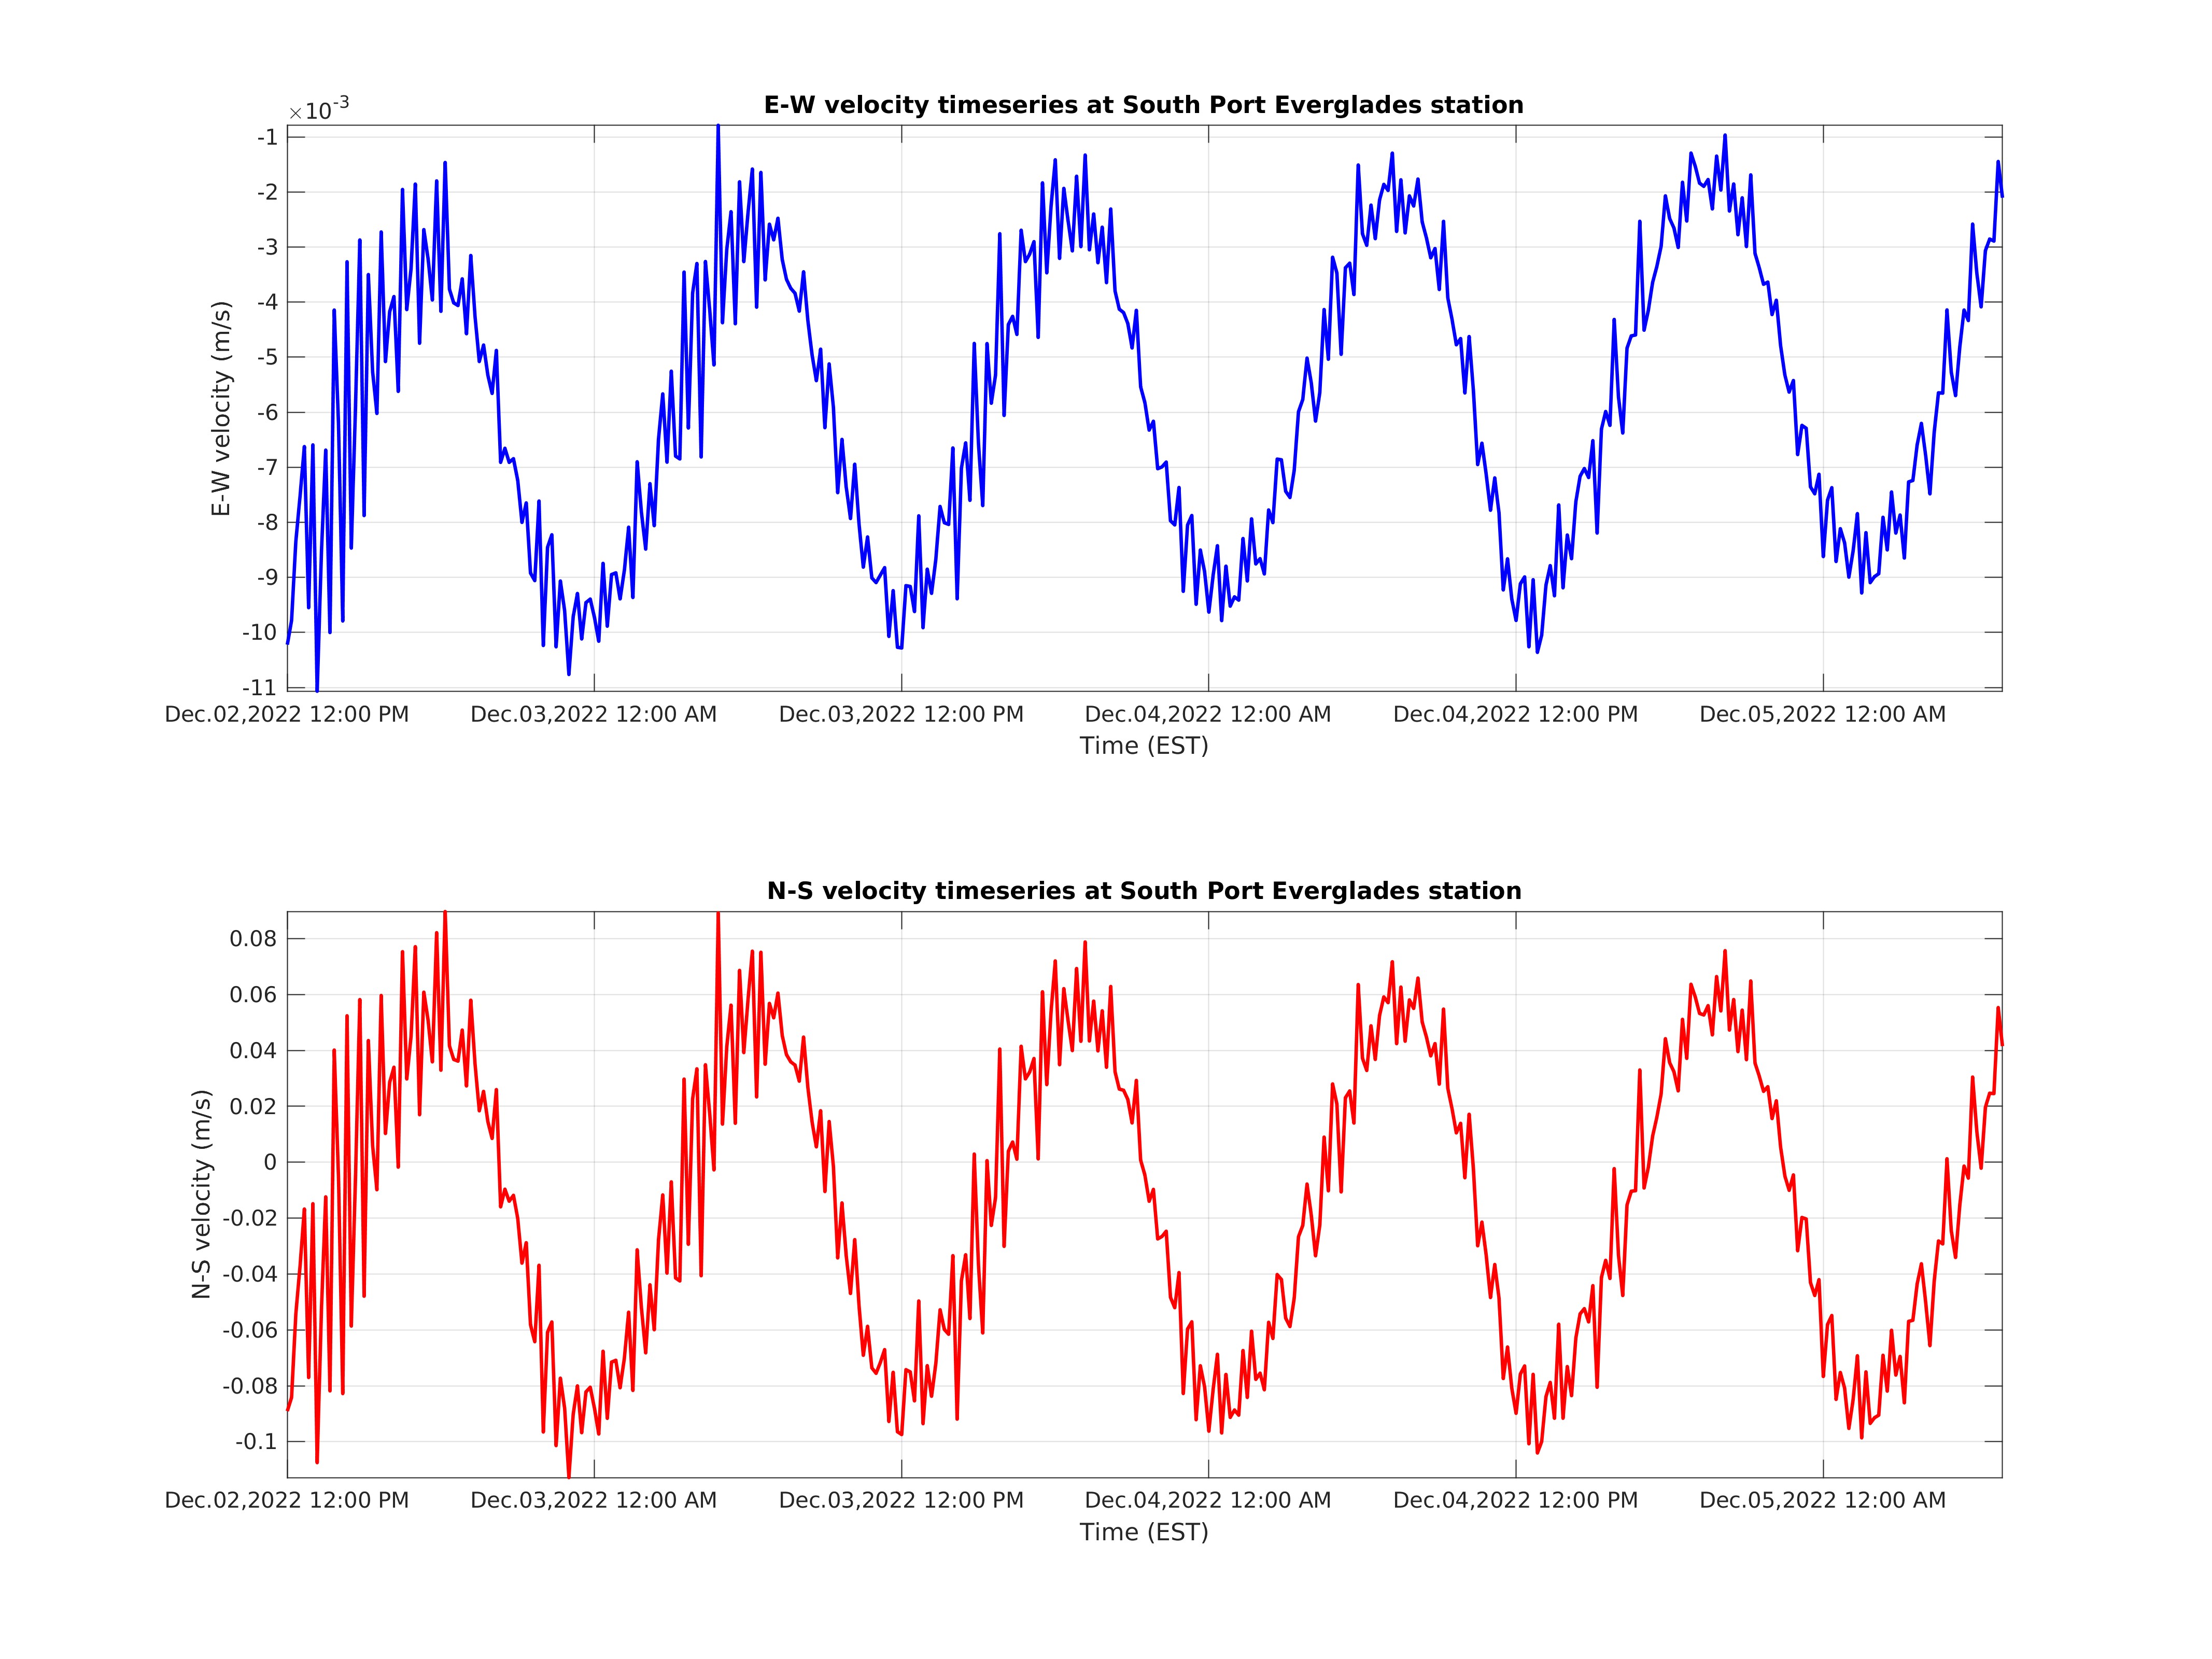 E-W velocity timeseries at South Port Everglades station
×10-3
-1
-2
-3
-4
-5
-6
-7
-8
-9
-10
-11
E-W velocity (m/s)
Dec.02,2022 12:00 PM Dec.03,2022 12:00 AM Dec.03,2022 12:00 PM Dec.04,2022 12:00 AM Dec.04,2022 12:00 PM Dec.05,2022 12:00 AM
Time (EST)
N-S velocity timeseries at South Port Everglades station
0.08
0.06
0.04
0.02
0
-0.02
-0.04
-0.06
-0.08
-0.1
N-S velocity (m/s)
Dec.02,2022 12:00 PM Dec.03,2022 12:00 AM Dec.03,2022 12:00 PM Dec.04,2022 12:00 AM Dec.04,2022 12:00 PM Dec.05,2022 12:00 AM
Time (EST)